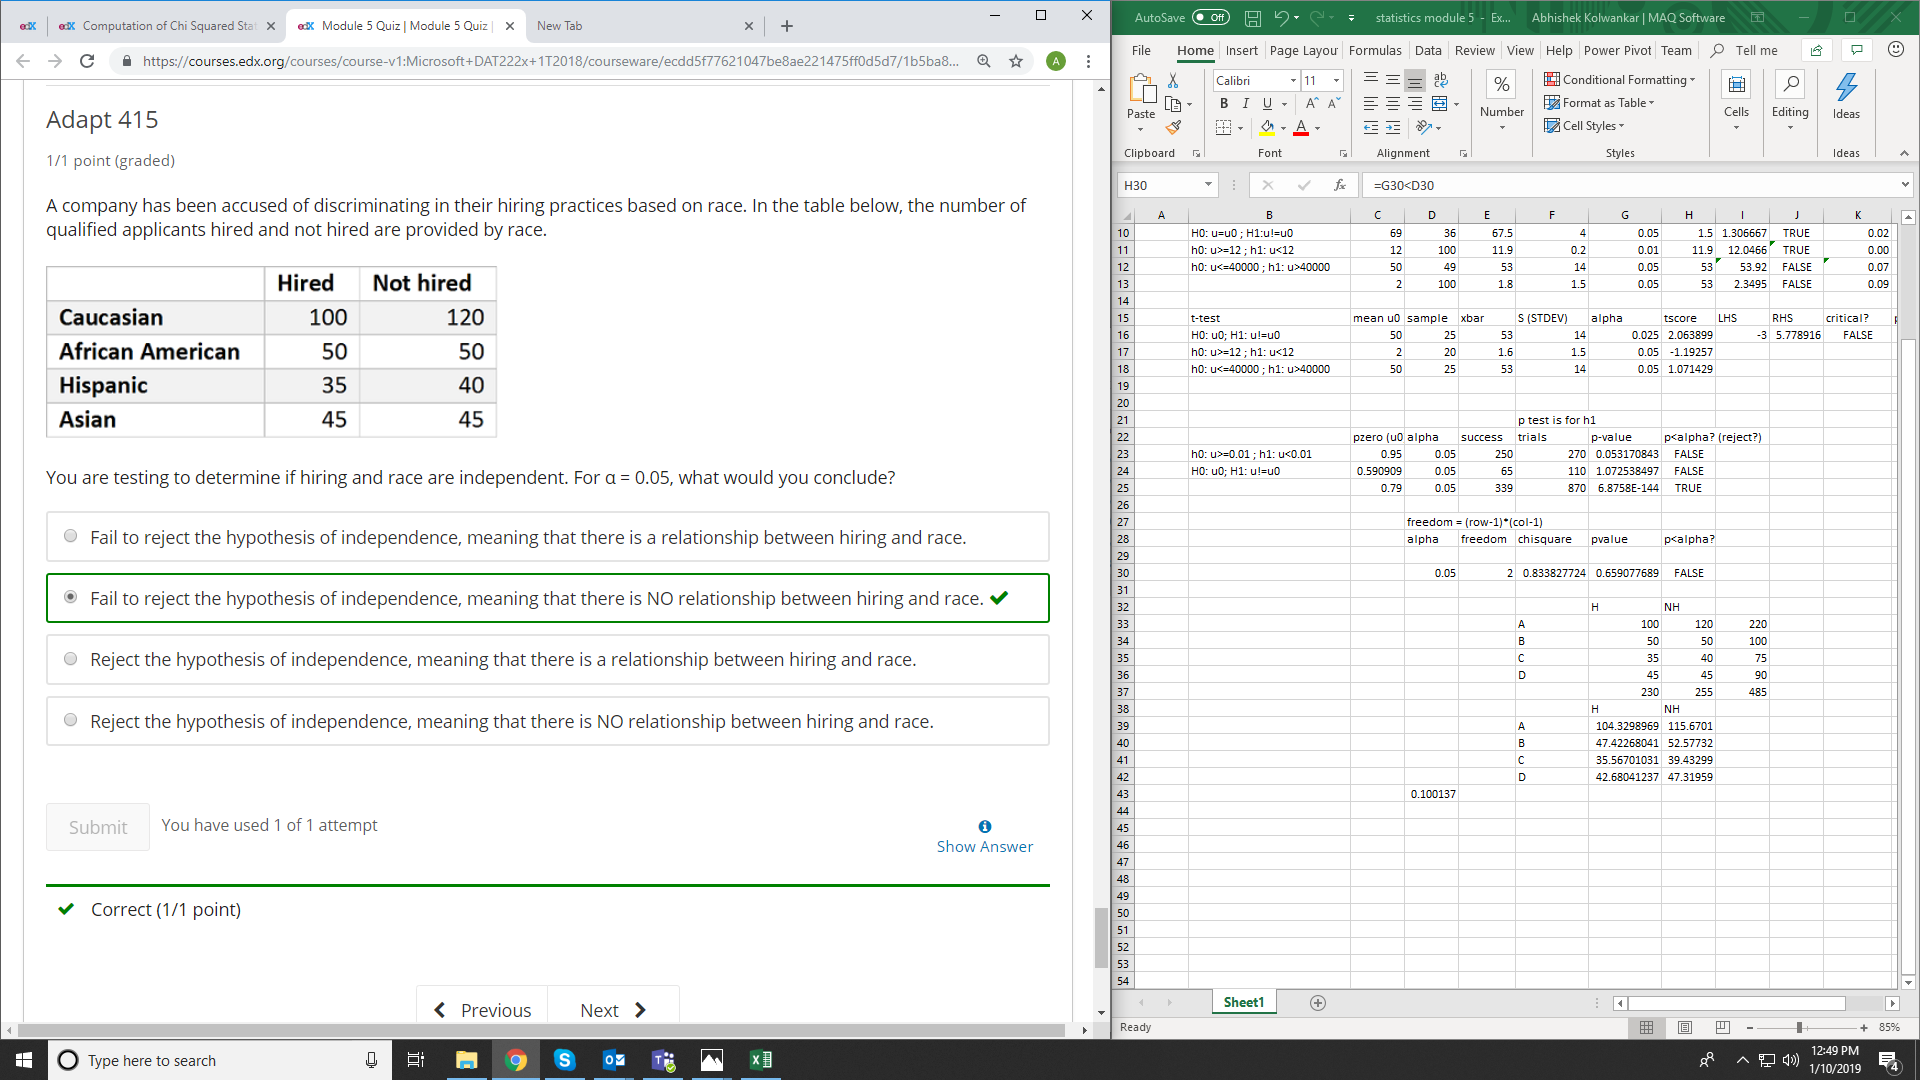 Computation of Chi Squared Stat
Module 5 Quiz | Module 5 Quiz |
New Tab
https://courses.edx.org/courses/course-v1:Microsoft+DAT222x+1T2018/courseware/ecdd5f77621047be8ae221475ff0d5d7/1b5ba8...
A
Adapt 415
1/1 point (graded)
A company has been accused of discriminating in their hiring practices based on race. In the table below, the number of
qualified applicants hired and not hired are provided by race.
Hired Not hired
Caucasian 100 120
African American 50 50
Hispanic 35 40
Asian 45 45
You are testing to determine if hiring and race are independent. For α = 0.05, what would you conclude?
Fail to reject the hypothesis of independence, meaning that there is a relationship between hiring and race.
Fail to reject the hypothesis of independence, meaning that there is NO relationship between hiring and race.
Reject the hypothesis of independence, meaning that there is a relationship between hiring and race.
Reject the hypothesis of independence, meaning that there is NO relationship between hiring and race.
Submit
You have used 1 of 1 attempt
Show Answer
Correct (1/1 point)
Previous
Next
AutoSave Off statistics module 5 - Ex... Abhishek Kolwankar | MAQ Software
File Home Insert Page Layou Formulas Data Review View Help Power Pivot Team Tell me
Paste
Clipboard
Calibri 11
B I U
Font
Alignment
% Number
Conditional Formatting
Format as Table
Cell Styles
Styles
Cells
Editing
Ideas
Ideas
H30 fx =G30<D30
A B C D E F G H I J K
10 H0: u=u0 ; H1:u!=u0 69 36 67.5 4 0.05 1.5 1.306667 TRUE 0.02
11 h0: u>=12 ; h1: u<12 12 100 11.9 0.2 0.01 11.9 12.0466 TRUE 0.00
12 h0: u<=40000 ; h1: u>40000 50 49 53 14 0.05 53 53.92 FALSE 0.07
13 2 100 1.8 1.5 0.05 53 2.3495 FALSE 0.09
14
15 t-test mean u0 sample xbar S (STDEV) alpha tscore LHS RHS critical?
16 H0: u0; H1: u!=u0 50 25 53 14 0.025 2.063899 -3 5.778916 FALSE
17 h0: u>=12 ; h1: u<12 2 20 1.6 1.5 0.05 -1.19257
18 h0: u<=40000 ; h1: u>40000 50 25 53 14 0.05 1.071429
19
20
21 p test is for h1
22 pzero (u0 alpha success trials p-value p<alpha? (reject?)
23 h0: u>=0.01 ; h1: u<0.01 0.95 0.05 250 270 0.053170843 FALSE
24 H0: u0; H1: u!=u0 0.590909 0.05 65 110 1.072538497 FALSE
25 0.79 0.05 339 870 6.8758E-144 TRUE
26
27 freedom = (row-1)*(col-1)
28 alpha freedom chisquare pvalue p<alpha?
29
30 0.05 2 0.833827724 0.659077689 FALSE
31
32 H NH
33 A 100 120 220
34 B 50 50 100
35 C 35 40 75
36 D 45 45 90
37 230 255 485
38 H NH
39 A 104.3298969 115.6701
40 B 47.42268041 52.57732
41 C 35.56701031 39.43299
42 D 42.68041237 47.31959
43 0.100137
44
45
46
47
48
49
50
51
52
53
54
Sheet1
Ready
85%
Type here to search
12:49 PM
1/10/2019
4